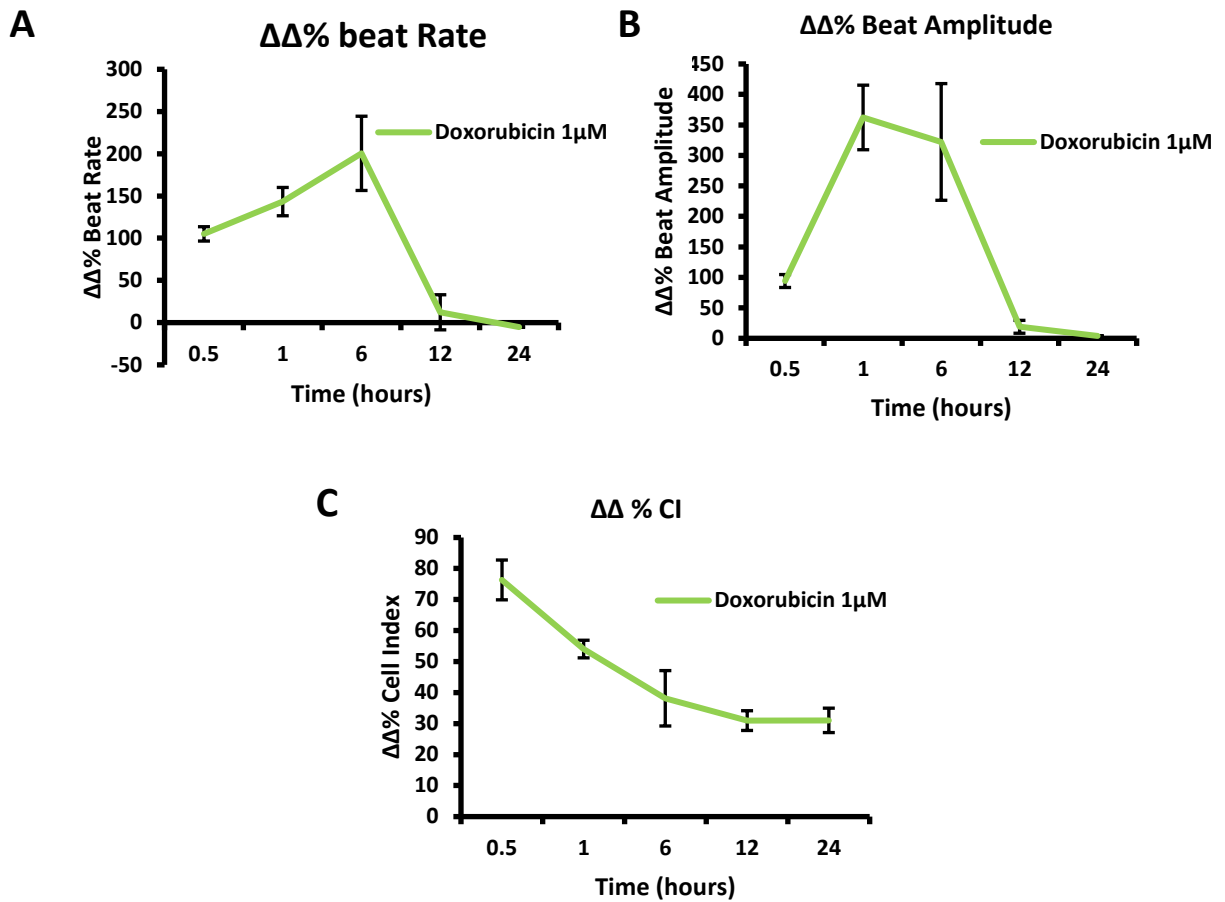 A
ΔΔ% beat Rate
300
250
200
150
100
50
0
-50
ΔΔ% Beat Rate
Doxorubicin 1µM
0.5 1 6 12 24
Time (hours)
B
ΔΔ% Beat Amplitude
450
400
350
300
250
200
150
100
50
0
ΔΔ% Beat Amplitude
Doxorubicin 1µM
0.5 1 6 12 24
Time (hours)
C
ΔΔ % CI
90
80
70
60
50
40
30
20
10
0
ΔΔ% Cell Index
Doxorubicin 1µM
0.5 1 6 12 24
Time (hours)